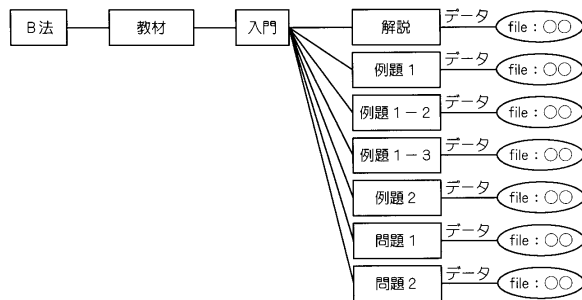 B法 教材 入門 解説 データ file:○○
例題1 データ file:○○
例題1-2 データ file:○○
例題1-3 データ file:○○
例題2 データ file:○○
問題1 データ file:○○
問題2 データ file:○○